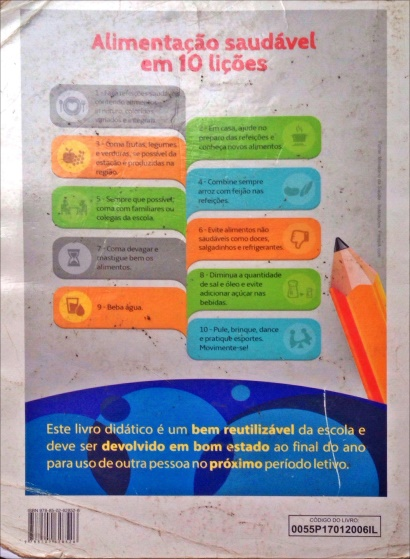 Alimentação saudável
em 10 lições
2 - Em casa, ajude no
preparo das refeições e
conheça novos alimentos.
3 - Coma frutas, legumes
e verdoras, se possível da
estação e produzidas na
região.
4 - Combine sempre
arroz com feijão nas
refeições.
5 - Sempre que possível,
coma com familiares ou
colegas da escola.
6 - Evite alimentos não
saudáveis como doces,
salgadinhos e refrigerantes.
7 - Coma devagar e
mastigue bem os
alimentos.
8 - Diminua a quantidade
de sal e óleo e evite
adicionar açúcar nas
bebidas.
9 - Beba água.
10 - Pule, brinque, dance
e pratique esportes.
Movimente-se!
Este livro didático é um bem reutilizável da escola e
deve ser devolvido em bom estado ao final do ano
para uso de outra pessoa no próximo período letivo.
CÓDIGO DO LIVRO:
0055P17012006IL